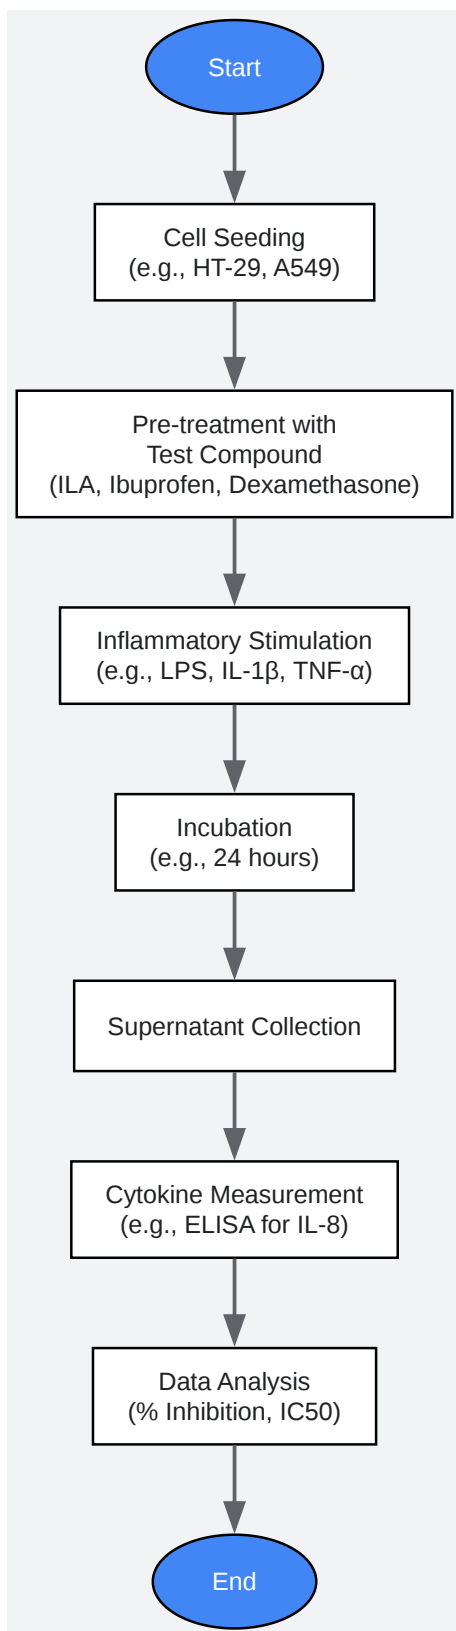 Start
Cell Seeding
(e.g., HT-29, A549)
Pre-treatment with
Test Compound
(ILA, Ibuprofen, Dexamethasone)
Inflammatory Stimulation
(e.g., LPS, IL-1β, TNF-α)
Incubation
(e.g., 24 hours)
Supernatant Collection
Cytokine Measurement
(e.g., ELISA for IL-8)
Data Analysis
(% Inhibition, IC50)
End